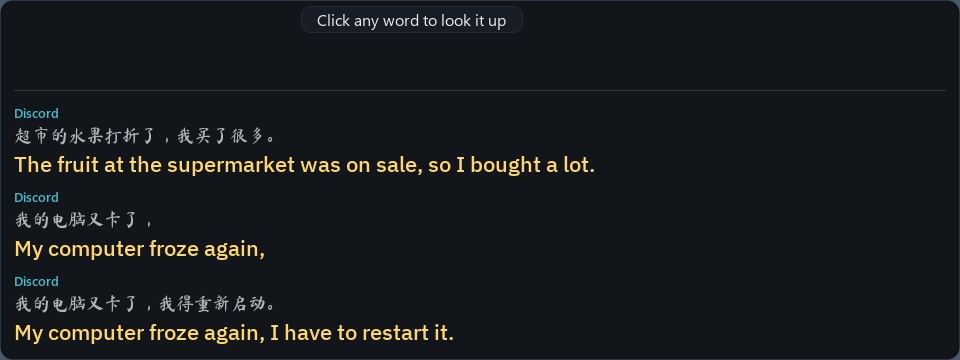 Click any word to look it up
Discord
超市的水果打折了，我买了很多。
The fruit at the supermarket was on sale, so I bought a lot.
Discord
我的电脑又卡了，
My computer froze again,
Discord
我的电脑又卡了，我得重新启动。
My computer froze again, I have to restart it.